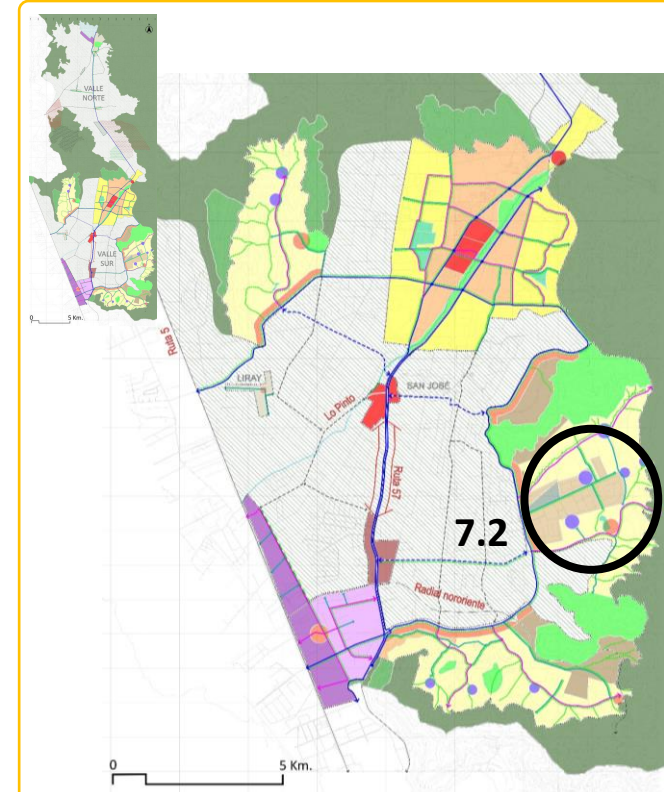 VALLE
NORTE
VALLE
SUR
0
5 Km.
Ruta 5
LIRAY
Lo Pinto
SAN JOSÉ
Ruta 57
7.2
Radial nororiente
0
5 Km.